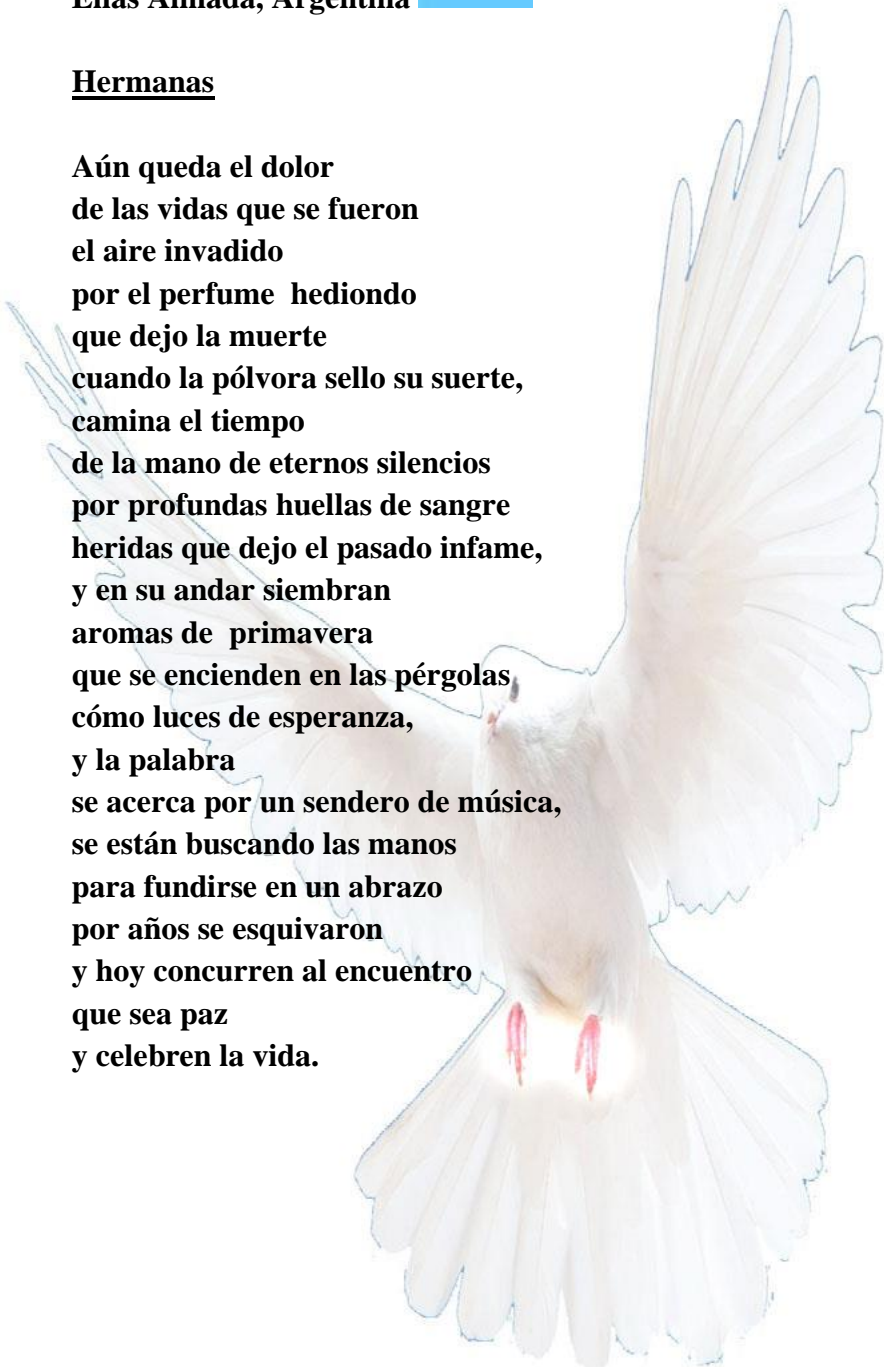 Elías Almada, Argentina
Hermanas
Aún queda el dolor
de las vidas que se fueron
el aire invadido
por el perfume  hediondo
que dejo la muerte
cuando la pólvora sello su suerte,
camina el tiempo
de la mano de eternos silencios
por profundas huellas de sangre
heridas que dejo el pasado infame,
y en su andar siembran
aromas de  primavera
que se encienden en las pérgolas
cómo luces de esperanza,
y la palabra
se acerca por un sendero de música,
se están buscando las manos
para fundirse en un abrazo
por años se esquivaron
y hoy concurren al encuentro
que sea paz
y celebren la vida.